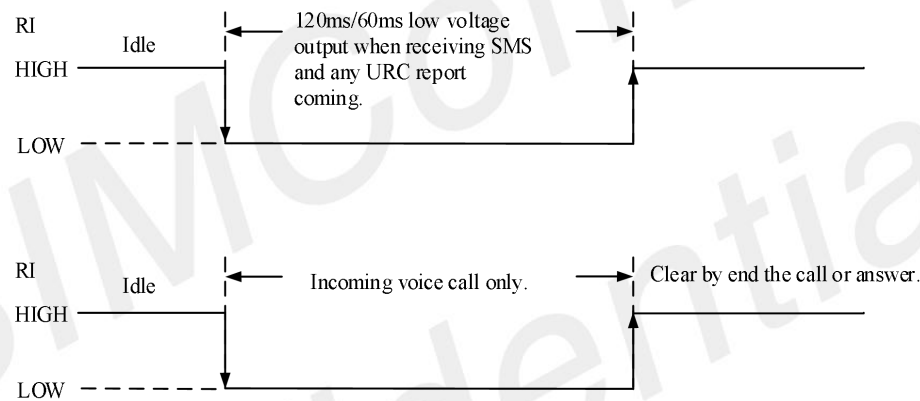 RI
Idle
120ms/60ms low voltage
output when receiving SMS
and any URC report
coming.
HIGH
LOW
RI
Idle
Incoming voice call only.
Clear by end the call or answer.
HIGH
LOW